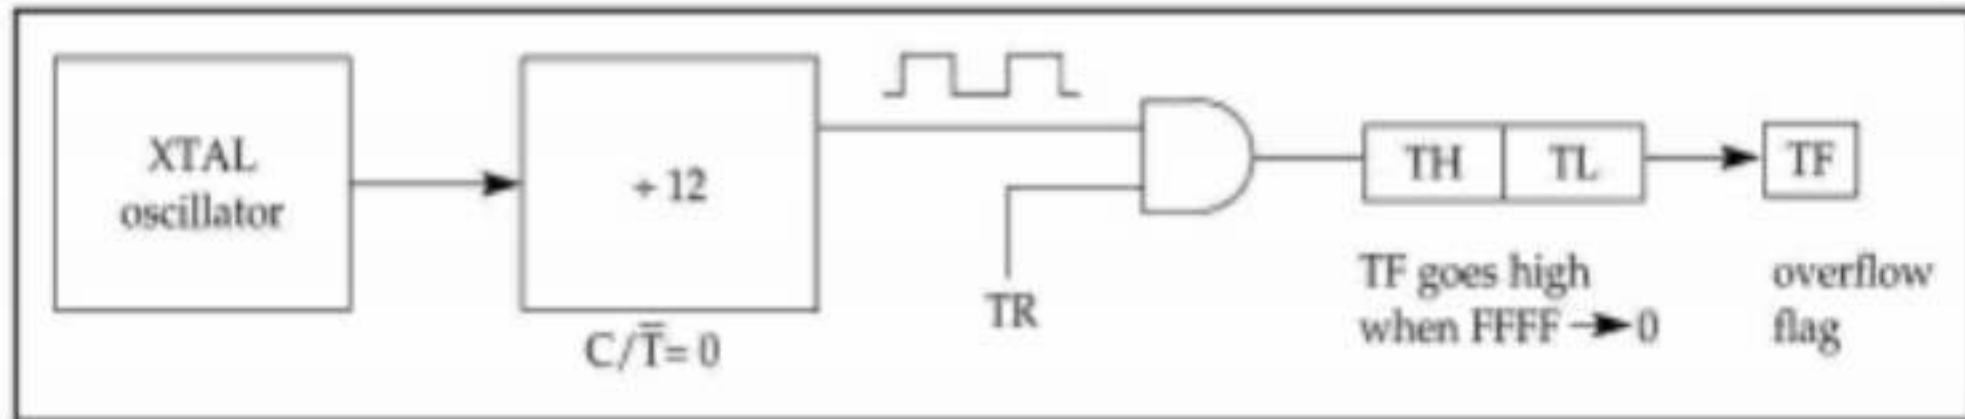 XTAL
oscillator
÷ 12
C/T̅= 0
TR
TH
TL
TF
TF goes high
when FFFF → 0
overflow
flag